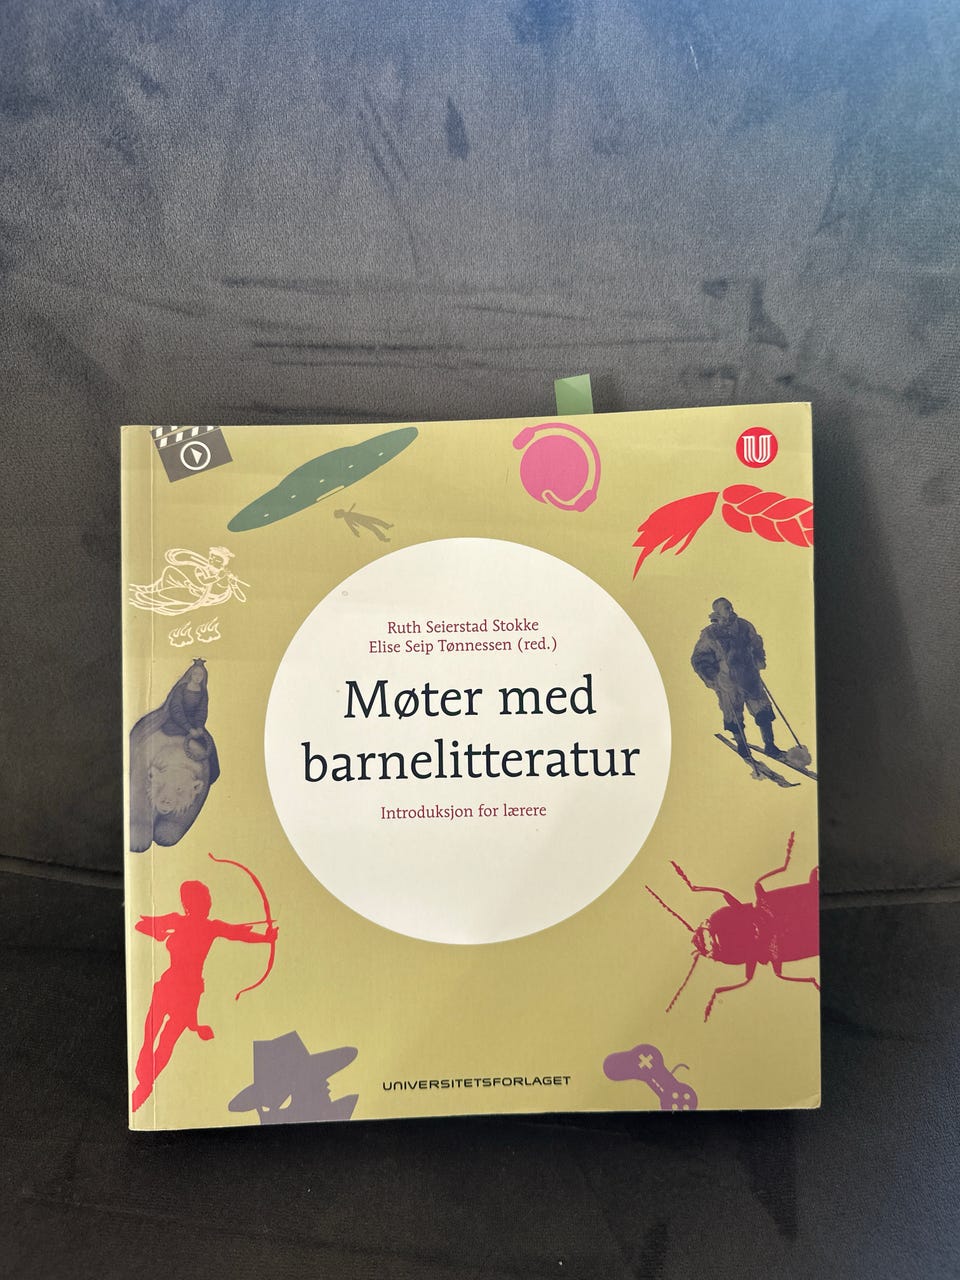 U
Ruth Seierstad Stokke
Elise Seip Tønnessen (red.)
Møter med
barnelitteratur
Introduksjon for lærere
UNIVERSITETSFORLAGET